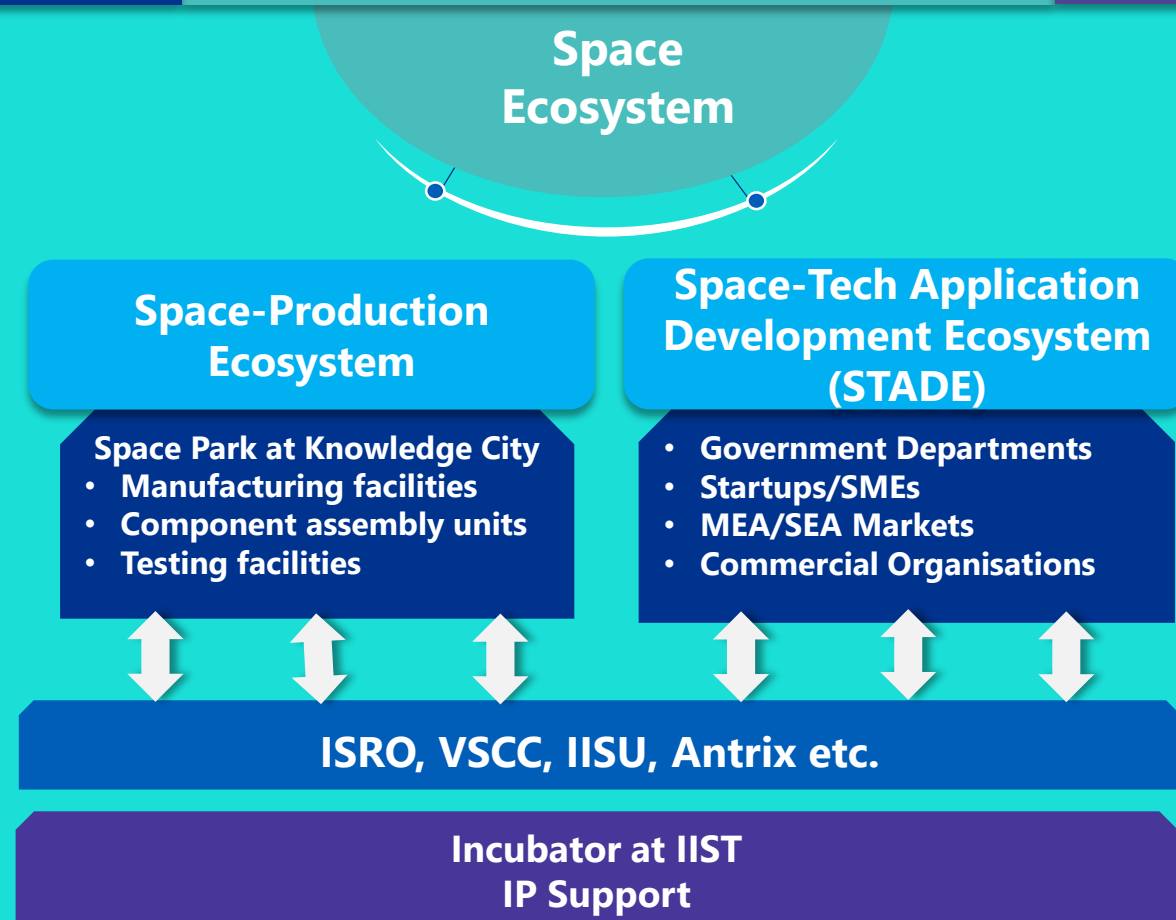 Space
Ecosystem
Space-Production
Ecosystem
Space Park at Knowledge City
• Manufacturing facilities
• Component assembly units
• Testing facilities
Space-Tech Application
Development Ecosystem
(STADE)
• Government Departments
• Startups/SMEs
• MEA/SEA Markets
• Commercial Organisations
ISRO, VSCC, IISU, Antrix etc.
Incubator at IIST
IP Support